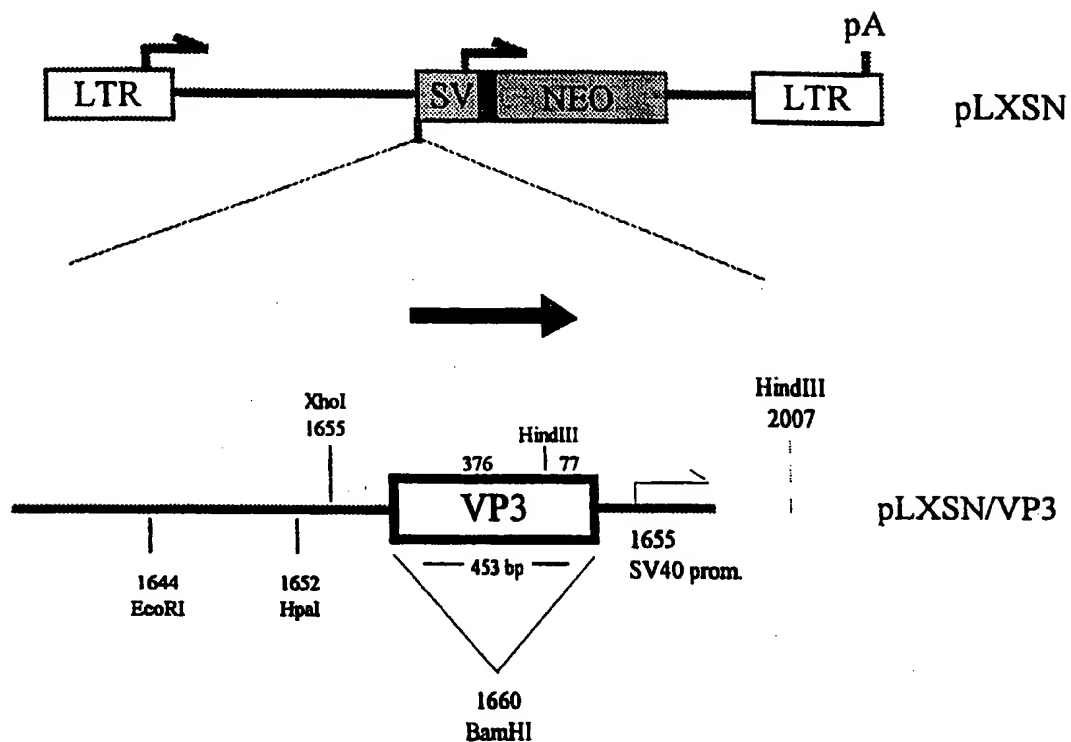 pA
LTR
SV
NEO
LTR
pLXSN
HindIII
2007
XhoI
1655
HindIII
376
77
VP3
pLXSN/VP3
453 bp
1655
SV40 prom.
1644
EcoRI
1652
HpaI
1660
BamHI